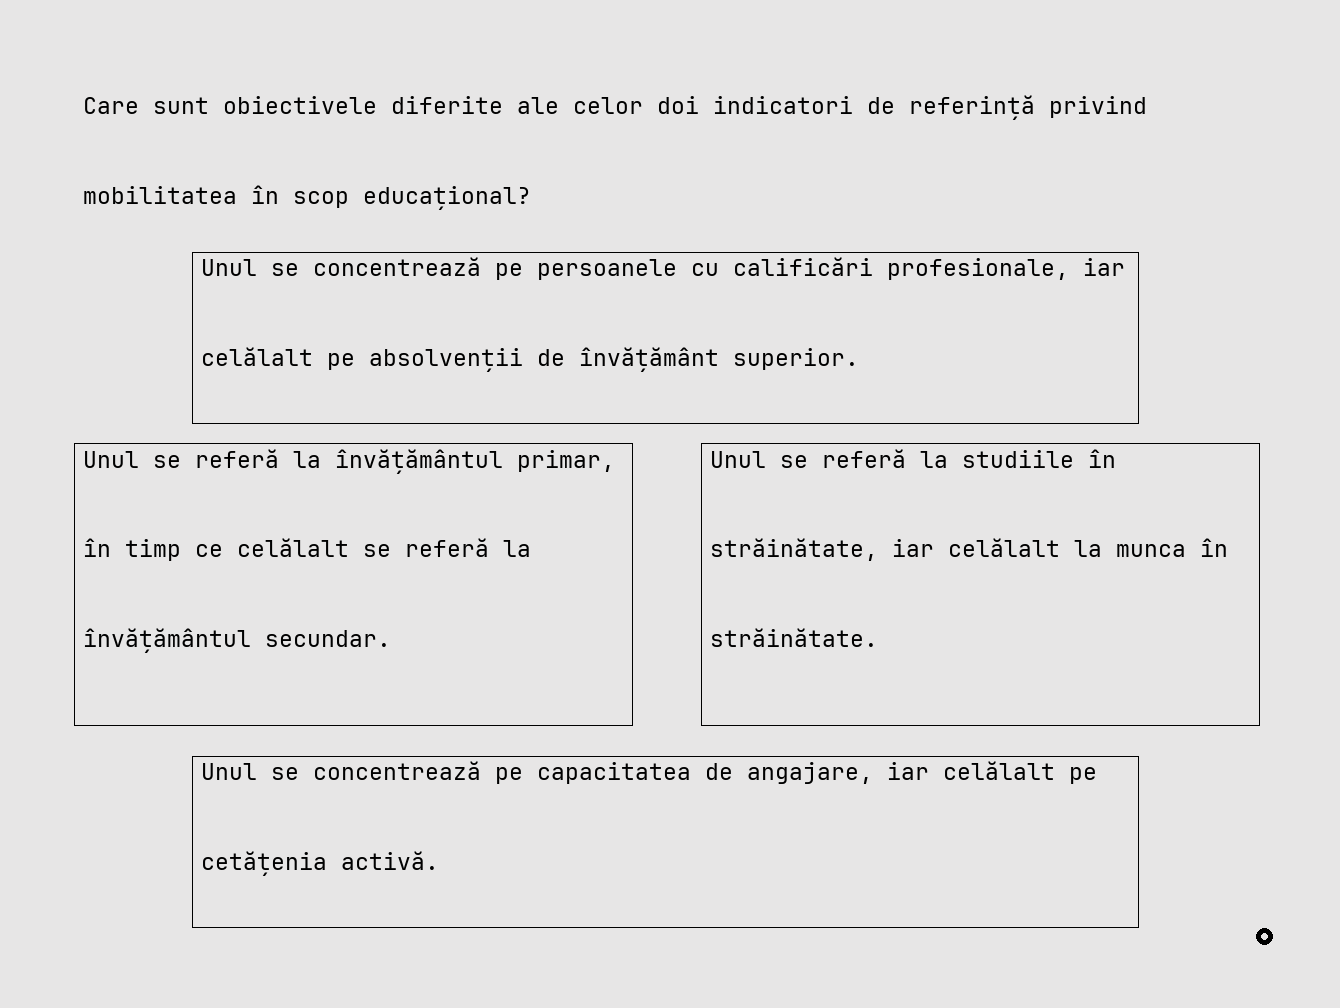 Care sunt obiectivele diferite ale celor doi indicatori de referință privind
mobilitatea în scop educațional?
Unul se concentrează pe persoanele cu calificări profesionale, iar
celălalt pe absolvenții de învățământ superior.
Unul se referă la învățământul primar,
în timp ce celălalt se referă la
învățământul secundar.
Unul se referă la studiile în
străinătate, iar celălalt la munca în
străinătate.
Unul se concentrează pe capacitatea de angajare, iar celălalt pe
cetățenia activă.